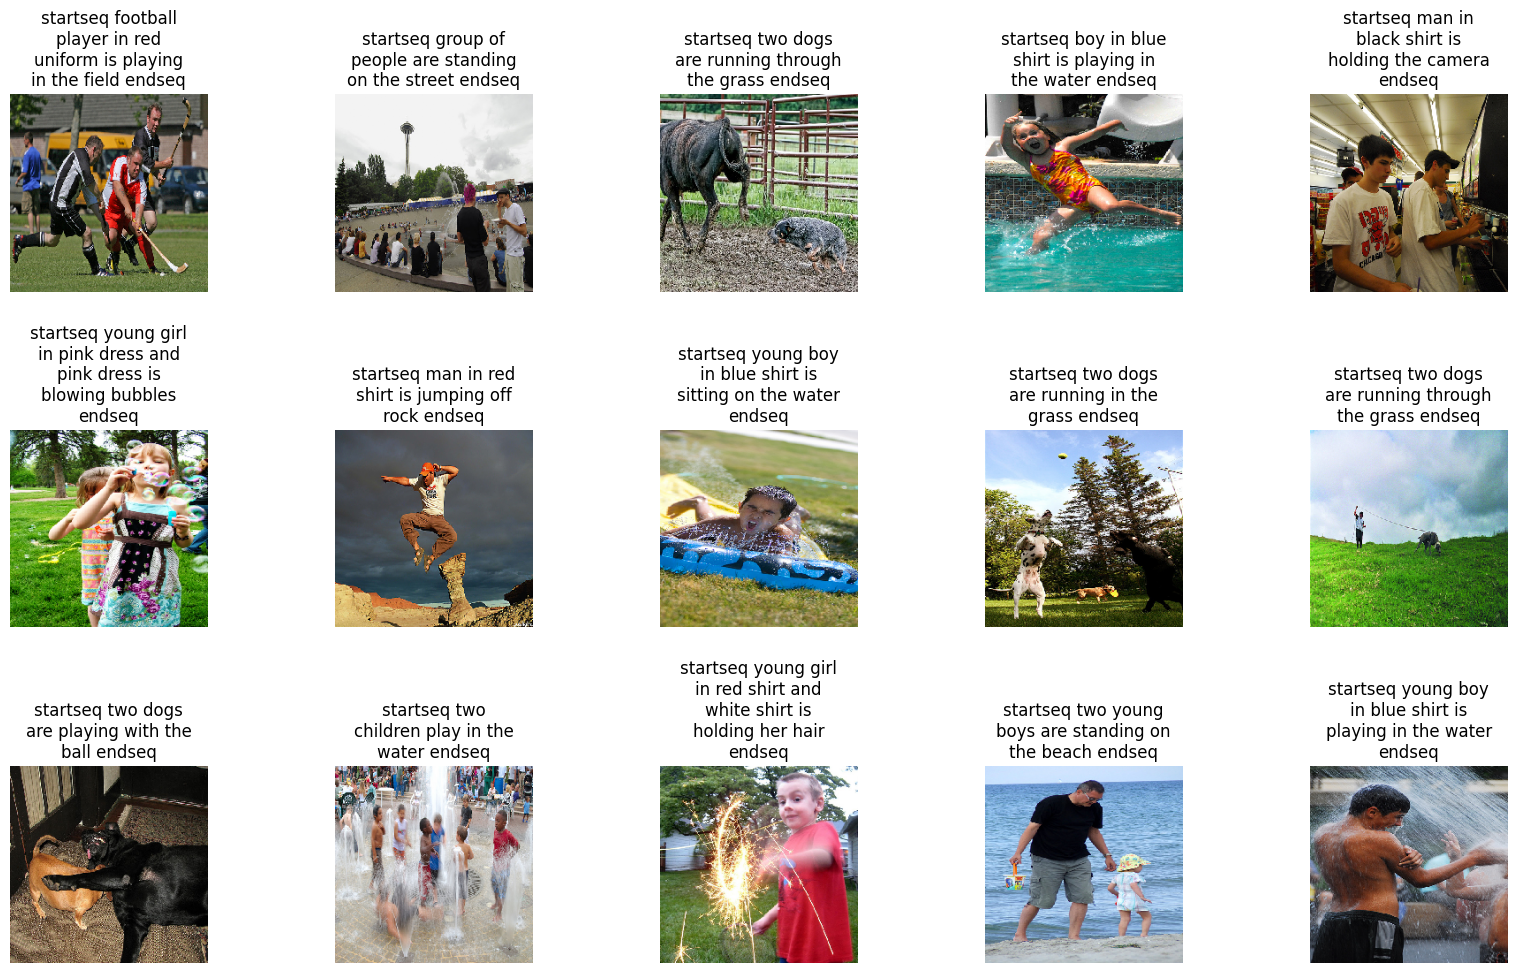 startseq football
player in red
uniform is playing
in the field endseq
startseq group of
people are standing
on the street endseq
startseq two dogs
are running through
the grass endseq
startseq boy in blue
shirt is playing in
the water endseq
startseq man in
black shirt is
holding the camera
endseq
startseq young girl
in pink dress and
pink dress is
blowing bubbles
endseq
startseq man in red
shirt is jumping off
rock endseq
startseq young boy
in blue shirt is
sitting on the water
endseq
startseq two dogs
are running in the
grass endseq
startseq two dogs
are running through
the grass endseq
startseq two dogs
are playing with the
ball endseq
startseq two
children play in the
water endseq
startseq young girl
in red shirt and
white shirt is
holding her hair
endseq
startseq two young
boys are standing on
the beach endseq
startseq young boy
in blue shirt is
playing in the water
endseq